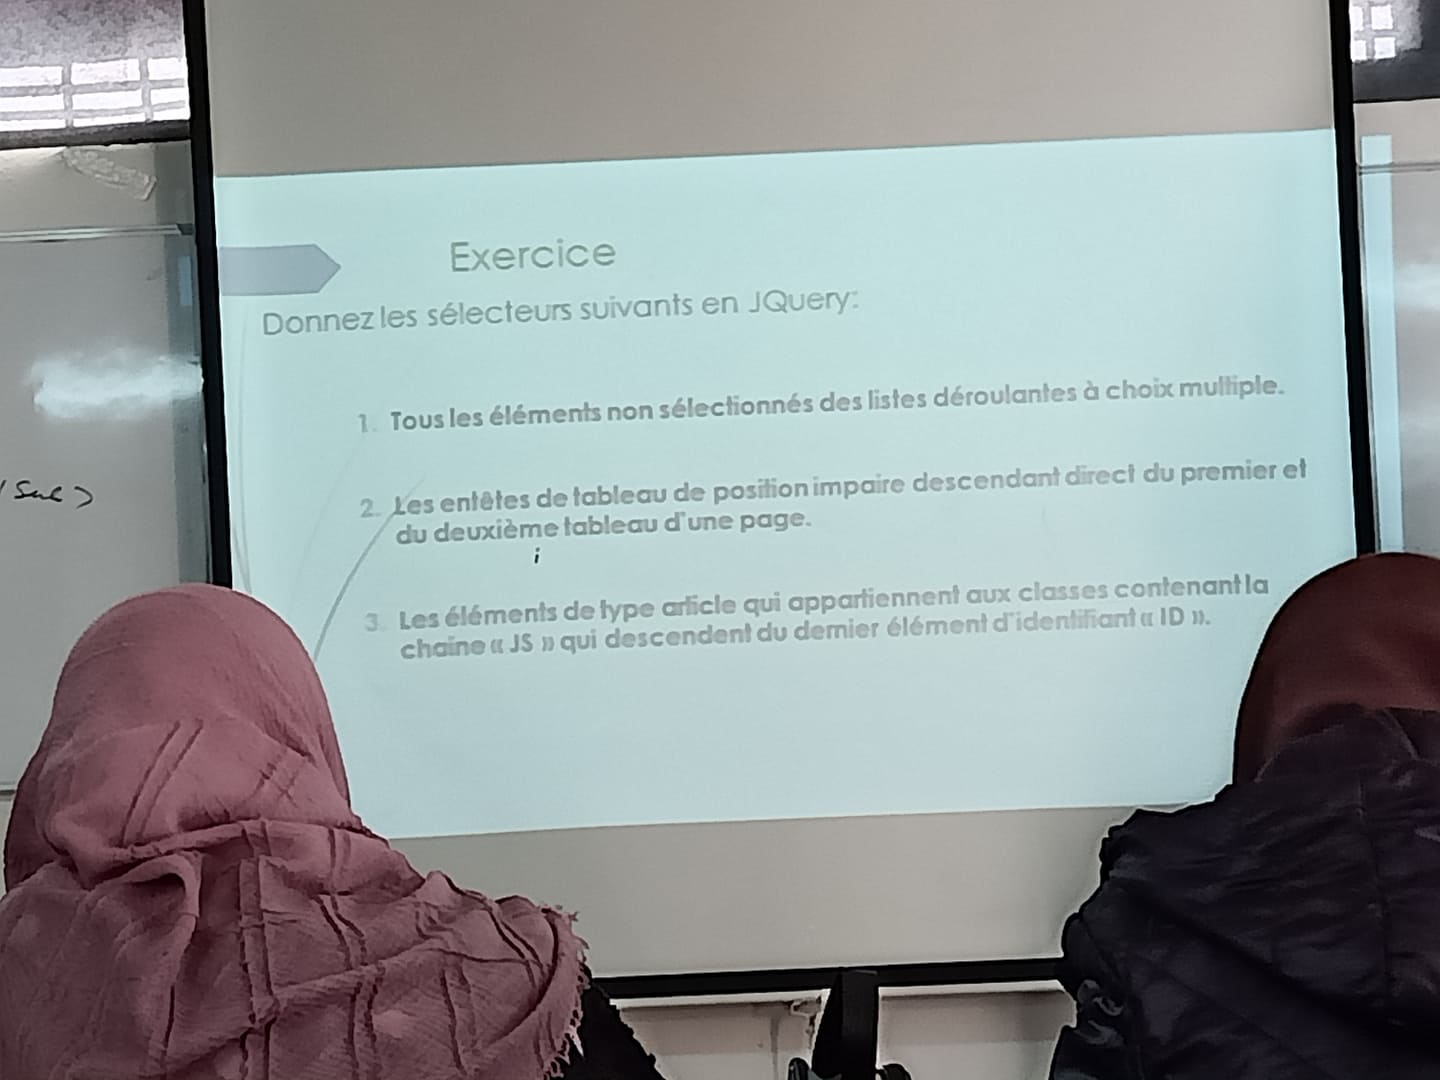 Exercice
Donnez les sélecteurs suivants en JQuery:
1. Tous les éléments non sélectionnés des listes déroulantes à choix multiple.
2. Les entêtes de tableau de position impaire descendant direct du premier et
du deuxième tableau d'une page.
3. Les éléments de type article qui appartiennent aux classes contenant la
chaine « JS » qui descendent du dernier élément d'identifiant « ID ».